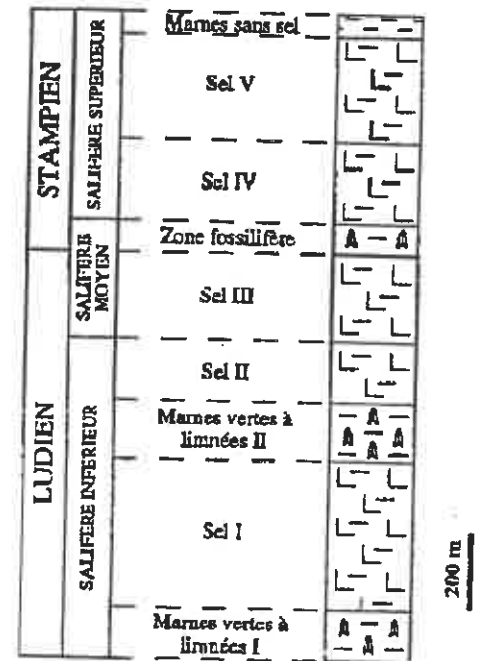 STAMPIEN
LUDIEN
SALIFERE SUPERIEUR
SALIFERE
MOYEN
SALIFERE INFERIEUR
Marnes sans sel
Sel V
Sel IV
Zone fossilifère
Sel III
Sel II
Marnes vertes à
limnées II
Sel I
Marnes vertes à
limnées I
200 m